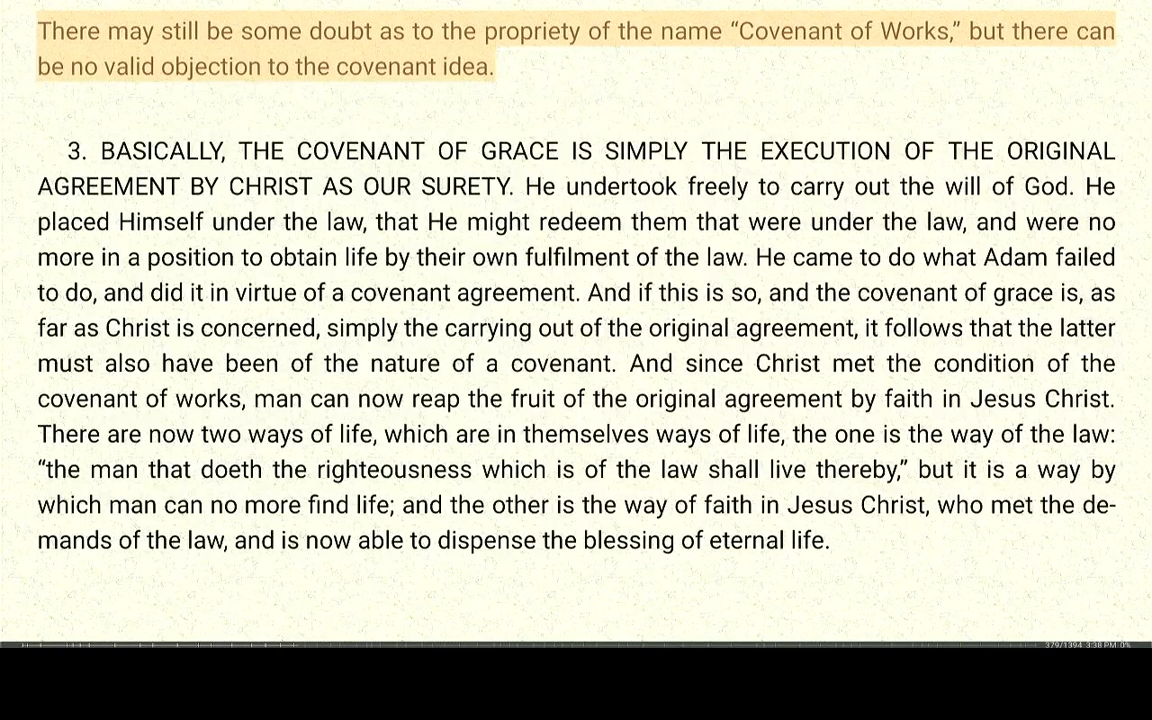 There may still be some doubt as to the propriety of the name “Covenant of Works,” but there can
be no valid objection to the covenant idea.
3. BASICALLY, THE COVENANT OF GRACE IS SIMPLY THE EXECUTION OF THE ORIGINAL
AGREEMENT BY CHRIST AS OUR SURETY. He undertook freely to carry out the will of God. He
placed Himself under the law, that He might redeem them that were under the law, and were no
more in a position to obtain life by their own fulfilment of the law. He came to do what Adam failed
to do, and did it in virtue of a covenant agreement. And if this is so, and the covenant of grace is, as
far as Christ is concerned, simply the carrying out of the original agreement, it follows that the latter
must also have been of the nature of a covenant. And since Christ met the condition of the
covenant of works, man can now reap the fruit of the original agreement by faith in Jesus Christ.
There are now two ways of life, which are in themselves ways of life, the one is the way of the law:
“the man that doeth the righteousness which is of the law shall live thereby,” but it is a way by
which man can no more find life; and the other is the way of faith in Jesus Christ, who met the de-
mands of the law, and is now able to dispense the blessing of eternal life.
379/1394 3:38 PM 0%